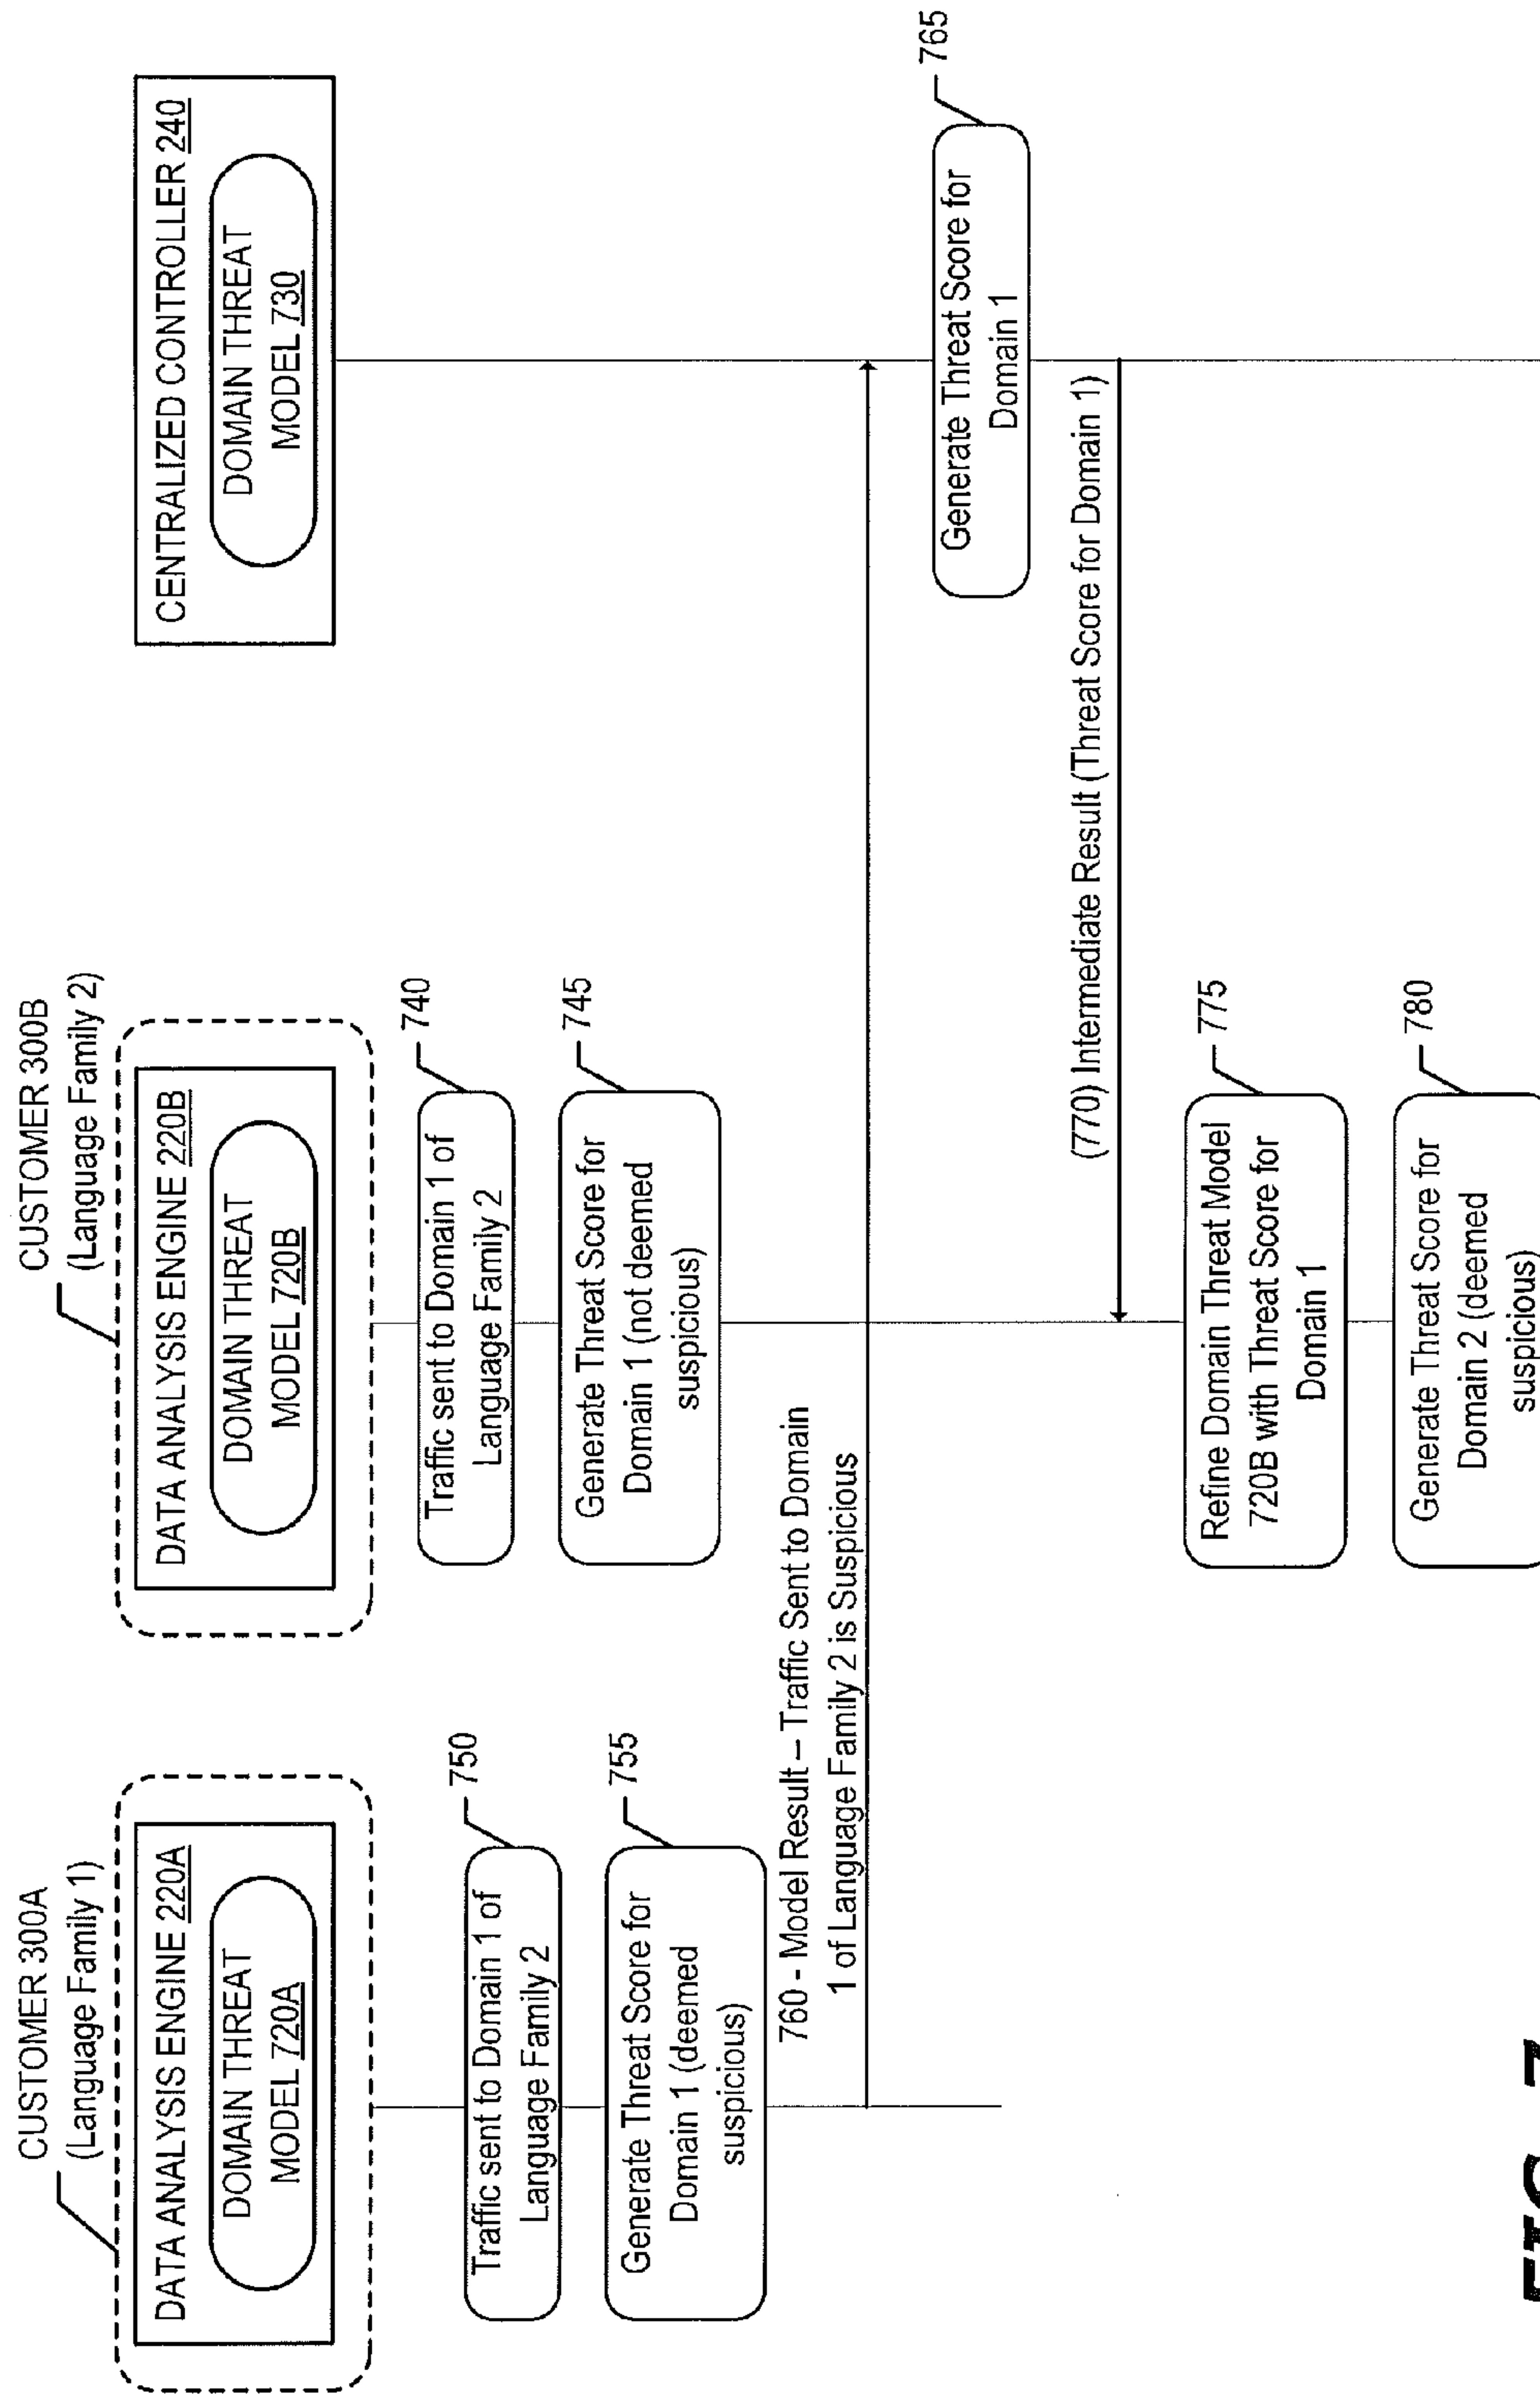 CUSTOMER 300A
(Language Family 1)
DATA ANALYSIS ENGINE 220A
DOMAIN THREAT
MODEL 720A
CUSTOMER 300B
(Language Family 2)
DATA ANALYSIS ENGINE 220B
DOMAIN THREAT
MODEL 720B
CENTRALIZED CONTROLLER 240
DOMAIN THREAT
MODEL 730
740
Traffic sent to Domain 1 of
Language Family 2
745
Generate Threat Score for
Domain 1 (not deemed
suspicious)
750
Traffic sent to Domain 1 of
Language Family 2
755
Generate Threat Score for
Domain 1 (deemed
suspicious)
760 - Model Result – Traffic Sent to Domain
1 of Language Family 2 is Suspicious
765
Generate Threat Score for
Domain 1
(770) Intermediate Result (Threat Score for Domain 1)
775
Refine Domain Threat Model
720B with Threat Score for
Domain 1
780
Generate Threat Score for
Domain 2 (deemed
suspicious)